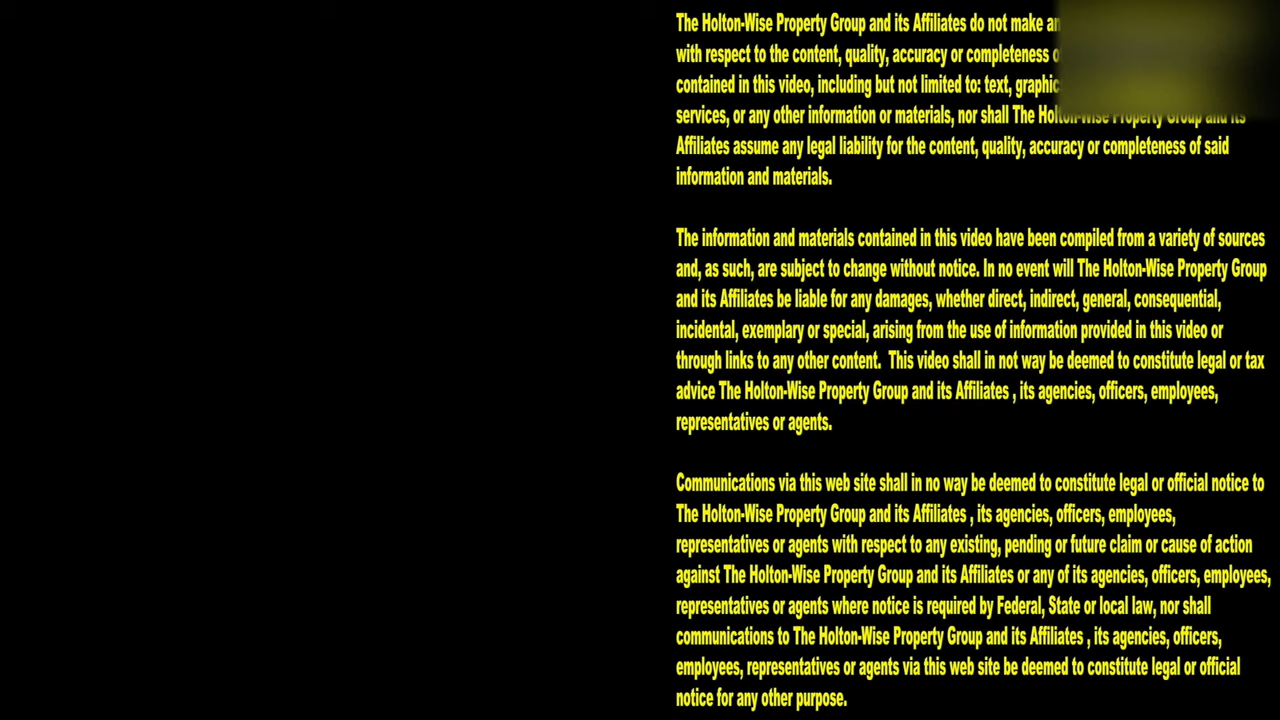 The Holton-Wise Property Group and its Affiliates do not make
with respect to the content, quality, accuracy or completeness
contained in this video, including but not limited to: text,
services, or any other information or materials, nor shall The Holton-Wise Property Group and its
Affiliates assume any legal liability for the content, quality, accuracy or completeness of said
information and materials.
The information and materials contained in this video have been compiled from a variety of sources
and, as such, are subject to change without notice. In no event will The Holton-Wise Property Group
and its Affiliates be liable for any damages, whether direct, indirect, general, consequential,
incidental, exemplary or special, arising from the use of information provided in this video or
through links to any other content. This video shall in not way be deemed to constitute legal or tax
advice The Holton-Wise Property Group and its Affiliates , its agencies, officers, employees,
representatives or agents.
Communications via this web site shall in no way be deemed to constitute legal or official notice to
The Holton-Wise Property Group and its Affiliates , its agencies, officers, employees,
representatives or agents with respect to any existing, pending or future claim or cause of action
against The Holton-Wise Property Group and its Affiliates or any of its agencies, officers, employees,
representatives or agents where notice is required by Federal, State or local law, nor shall
communications to The Holton-Wise Property Group and its Affiliates , its agencies, officers,
employees, representatives or agents via this web site be deemed to constitute legal or official
notice for any other purpose.